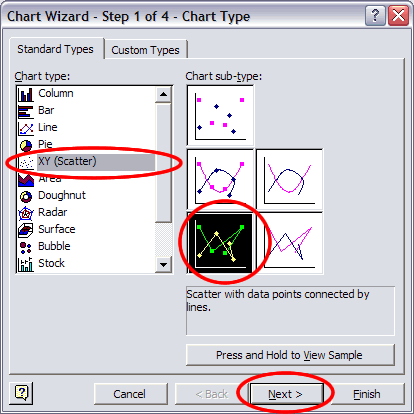 Chart Wizard - Step 1 of 4 - Chart Type
Standard Types
Custom Types
Chart type:
Column
Bar
Line
Pie
XY (Scatter)
Area
Doughnut
Radar
Surface
Bubble
Stock
Chart sub-type:
Scatter with data points connected by
lines.
Press and Hold to View Sample
?
Cancel
< Back
Next >
Finish